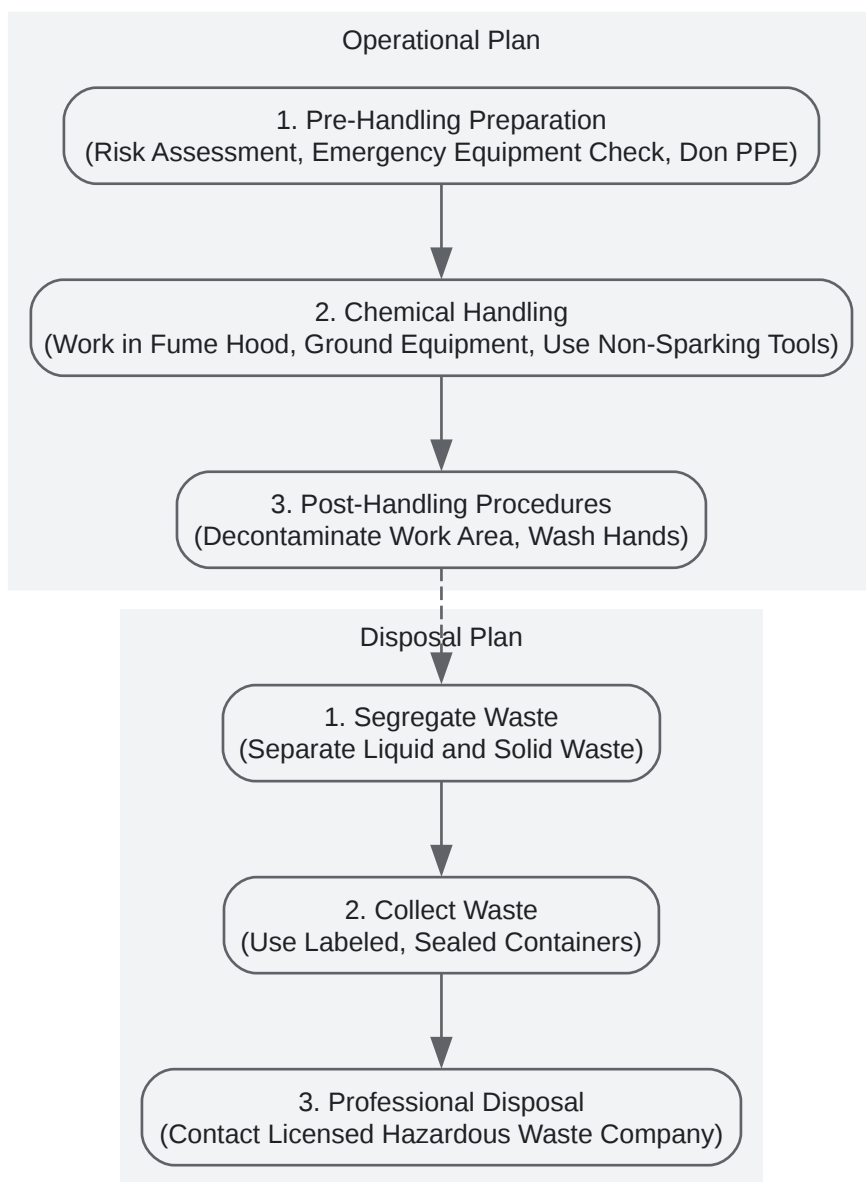 Operational Plan
1. Pre-Handling Preparation
(Risk Assessment, Emergency Equipment Check, Don PPE)
2. Chemical Handling
(Work in Fume Hood, Ground Equipment, Use Non-Sparking Tools)
3. Post-Handling Procedures
(Decontaminate Work Area, Wash Hands)
Disposal Plan
1. Segregate Waste
(Separate Liquid and Solid Waste)
2. Collect Waste
(Use Labeled, Sealed Containers)
3. Professional Disposal
(Contact Licensed Hazardous Waste Company)